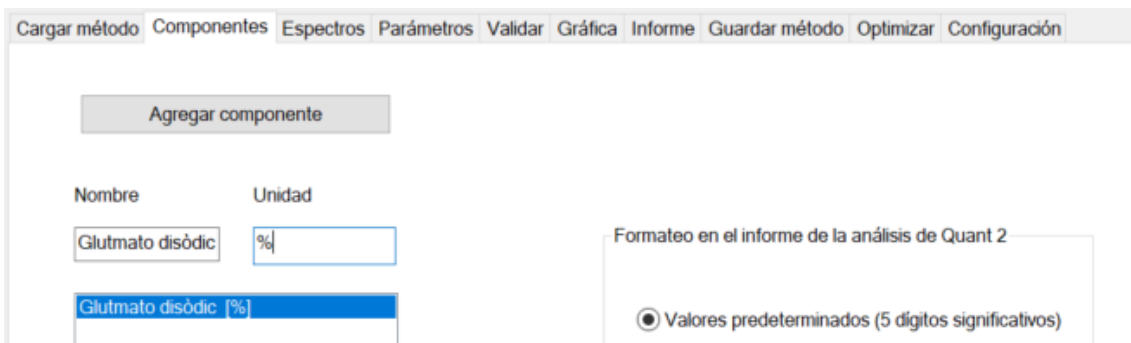 Cargar método Componentes Espectros Parámetros Validar Gráfica Informe Guardar método Optimizar Configuración
Agregar componente
Nombre Unidad
Glutmato disòdic %
Formateo en el informe de la análisis de Quant 2
Glutmato disòdic [%]
Valores predeterminados (5 dígitos significativos)